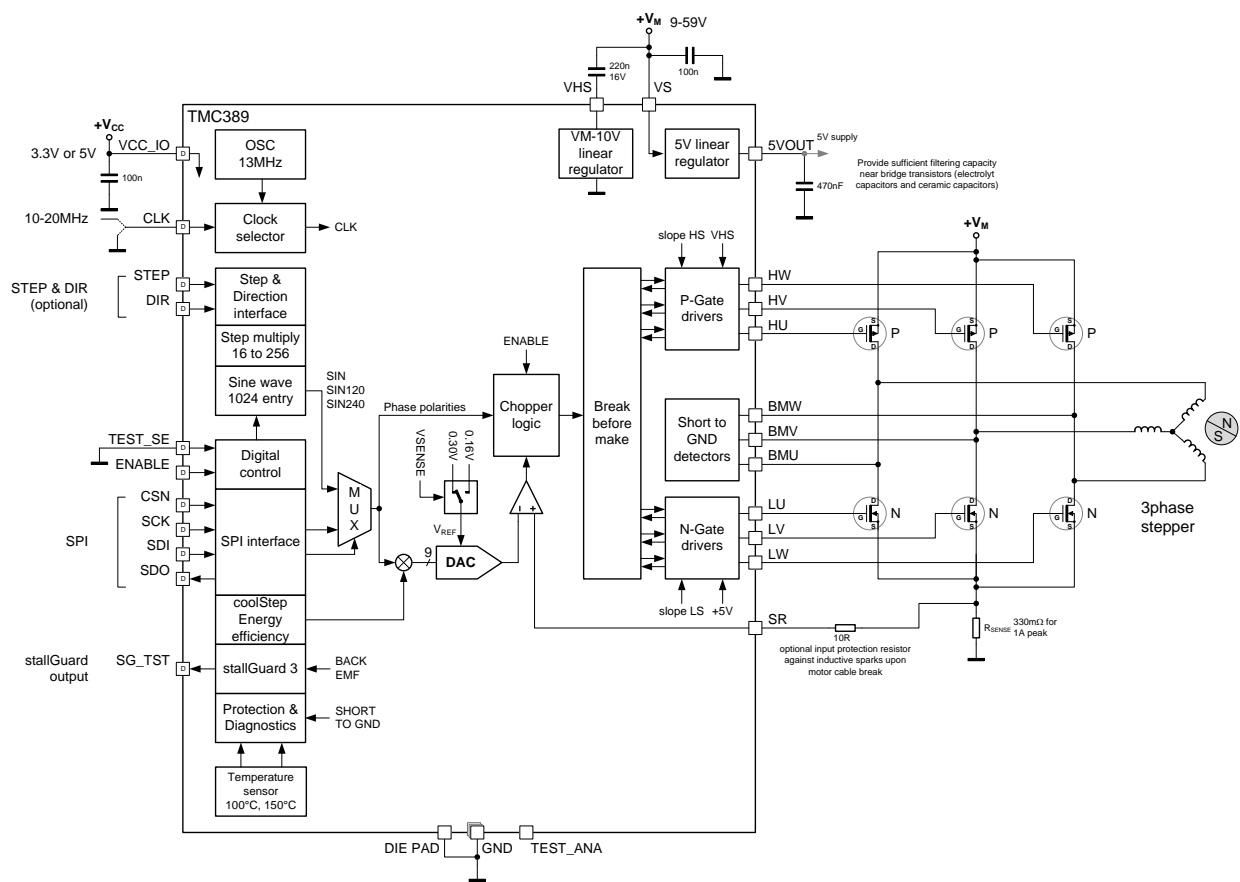 +VM 9-59V
220n
16V
100n
VHS
VS
TMC389
+VCC
3.3V or 5V
VCC_IO
D
100n
OSC
13MHz
VM-10V
linear
regulator
5V linear
regulator
5VOUT
5V supply
470nF
Provide sufficient filtering capacity
near bridge transistors (electrolyt
capacitors and ceramic capacitors)
10-20MHz
CLK
D
Clock
selector
CLK
+VM
slope HS
VHS
STEP & DIR
(optional)
STEP
D
DIR
D
Step &
Direction
interface
Step multiply
16 to 256
Sine wave
1024 entry
SIN
SIN120
SIN240
P-Gate
drivers
HW
HV
HU
G
S
D
P
G
S
D
P
G
S
D
P
ENABLE
Phase polarities
Chopper
logic
Break
before
make
Short to
GND
detectors
BMW
BMV
BMU
N
S
3phase
stepper
TEST_SE
D
ENABLE
D
Digital
control
VSENSE
0.30V
0.16V
VREF
SPI
CSN
D
SCK
D
SDI
D
SDO
D
SPI interface
M
U
X
9
DAC
−
+
N-Gate
drivers
LU
LV
LW
G
D
S
N
G
D
S
N
G
D
S
N
slope LS
+5V
coolStep
Energy
efficiency
SR
10R
optional input protection resistor
against inductive sparks upon
motor cable break
RSENSE 330mΩ for
1A peak
stallGuard
output
SG_TST
D
stallGuard 3
BACK
EMF
Protection &
Diagnostics
SHORT
TO GND
Temperature
sensor
100°C, 150°C
DIE PAD
GND
TEST_ANA